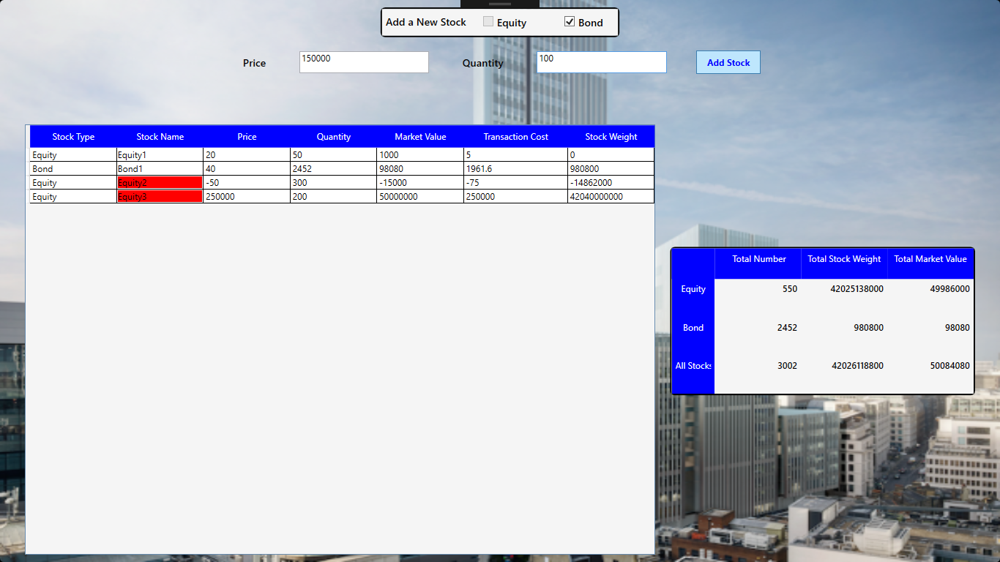 Add a New Stock Equity Bond
Price 150000 Quantity 100 Add Stock
Stock Type Stock Name Price Quantity Market Value Transaction Cost Stock Weight
Equity Equity1 20 50 1000 5 0
Bond Bond1 40 2452 98080 1961.6 980800
Equity Equity2 -50 300 -15000 -75 -14862000
Equity Equity3 250000 200 50000000 250000 42040000000
Total Number Total Stock Weight Total Market Value
Equity 550 42025138000 49986000
Bond 2452 980800 98080
All Stocks 3002 42026118800 50084080